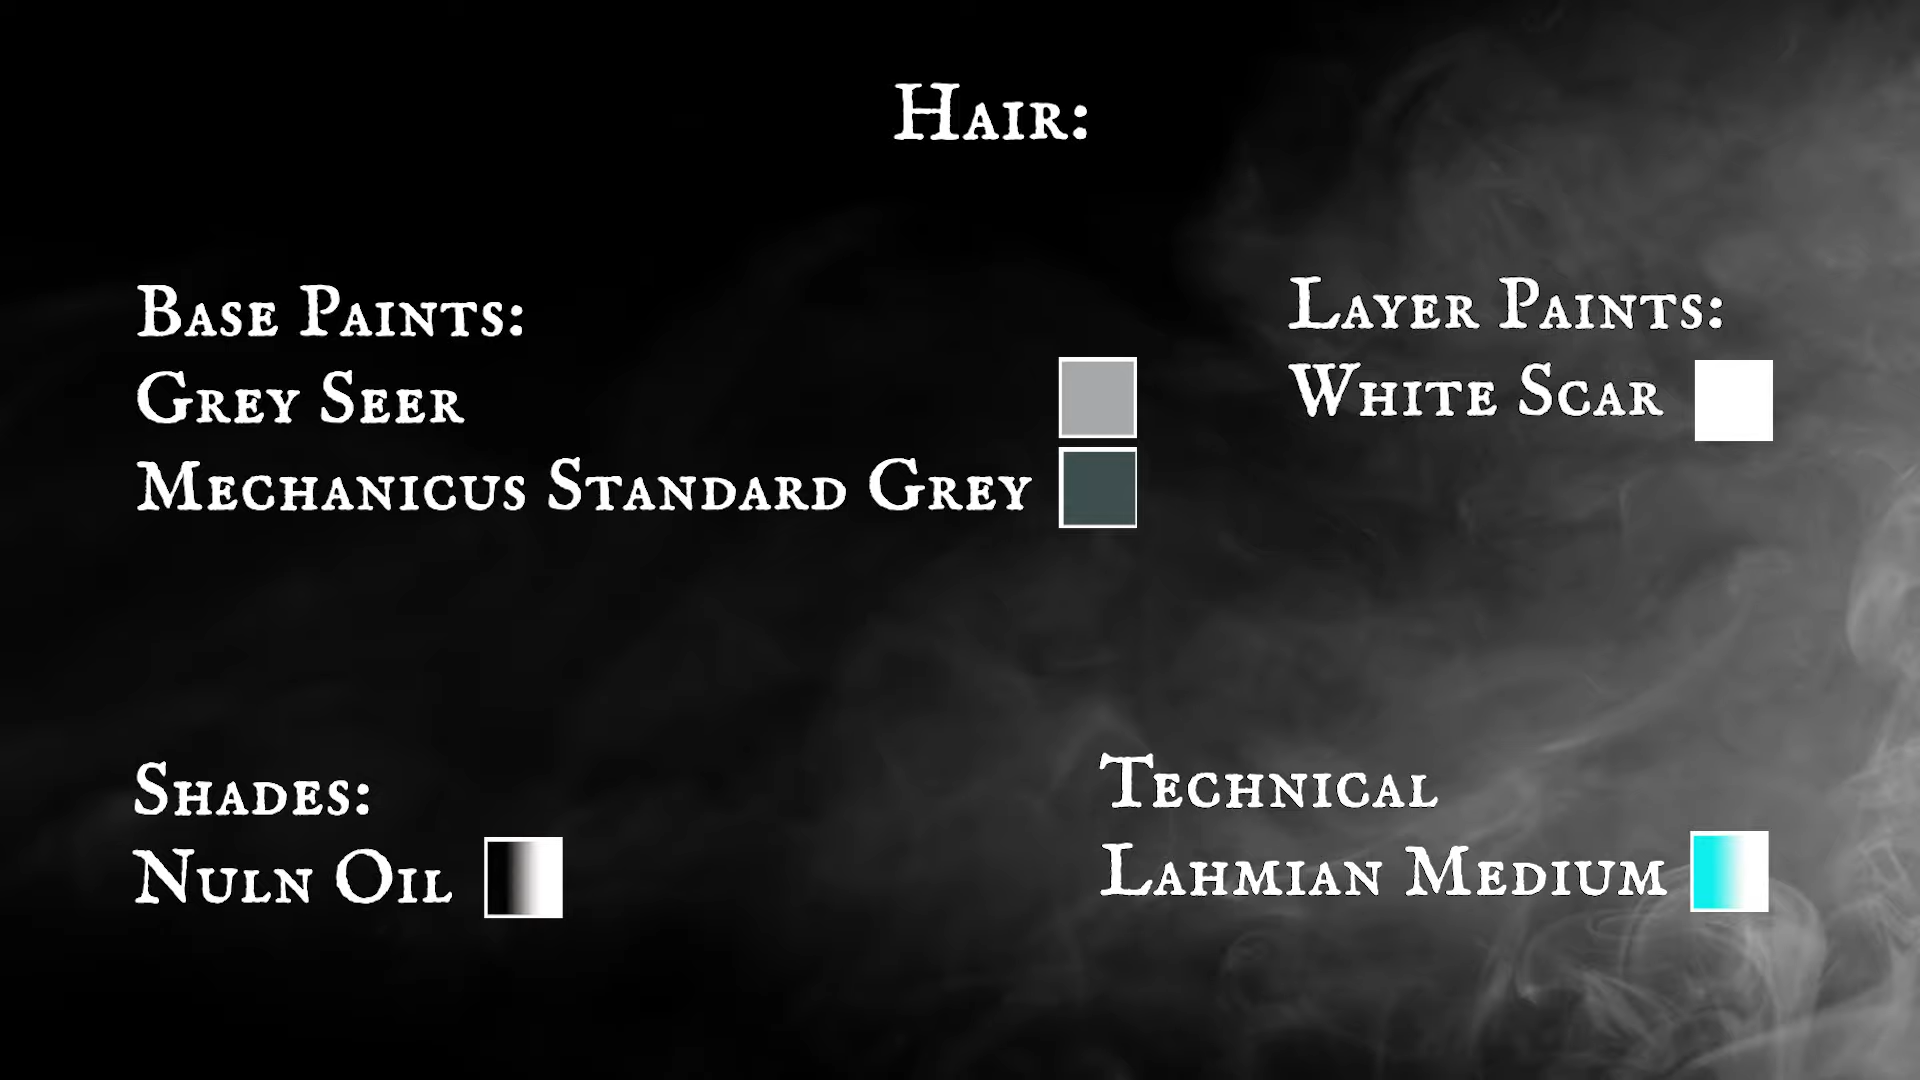 Hair:
Base Paints:
Grey Seer
Mechanicus Standard Grey
Layer Paints:
White Scar
Shades:
Nuln Oil
Technical
Lahmian Medium